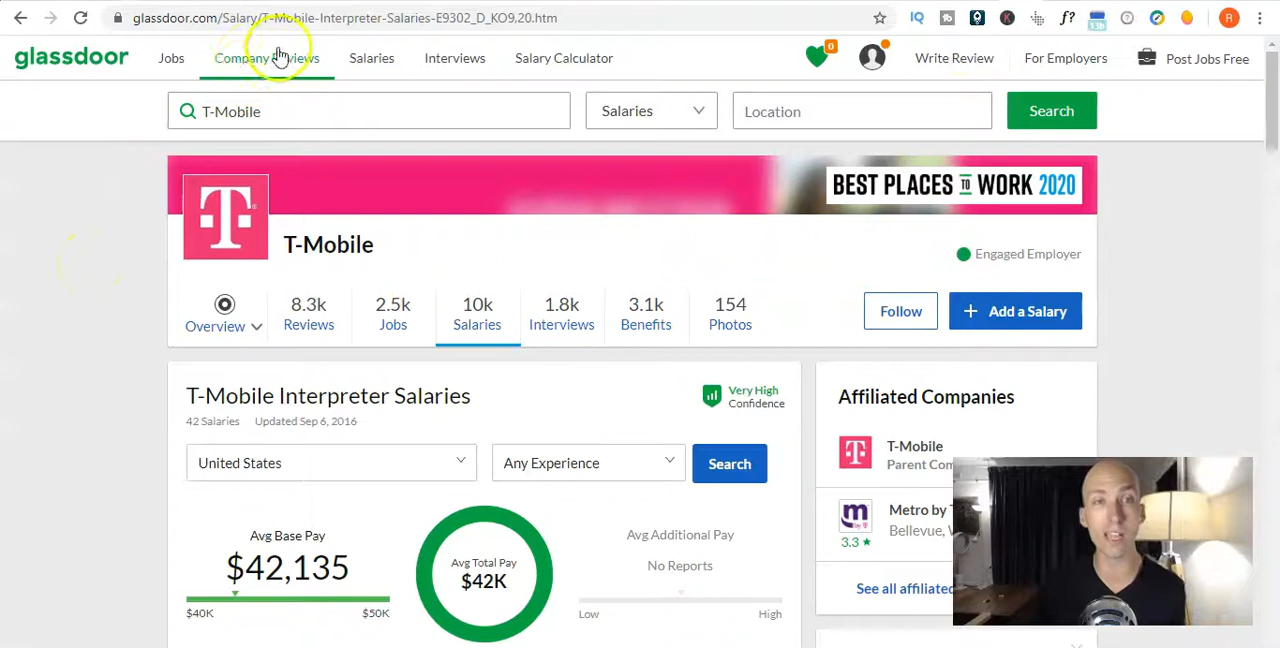 glassdoor.com/Salary/T-Mobile-Interpreter-Salaries-E9302_D_KO9,20.htm
IQ
tb
K
f?
13h
R
glassdoor
Jobs
Company Reviews
Salaries
Interviews
Salary Calculator
0
Write Review
For Employers
Post Jobs Free
T-Mobile
Salaries
Location
Search
BEST PLACES TO WORK 2020
T
T-Mobile
Engaged Employer
8.3k
2.5k
10k
1.8k
3.1k
154
Overview
Reviews
Jobs
Salaries
Interviews
Benefits
Photos
Follow
+ Add a Salary
T-Mobile Interpreter Salaries
42 Salaries Updated Sep 6, 2016
Very High
Confidence
United States
Any Experience
Search
Avg Base Pay
$42,135
$40K
$50K
Avg Total Pay
$42K
Avg Additional Pay
No Reports
Low
High
Affiliated Companies
T
T-Mobile
Parent Com
m
by T
Metro by T
Bellevue, W
3.3 ★
See all affiliated